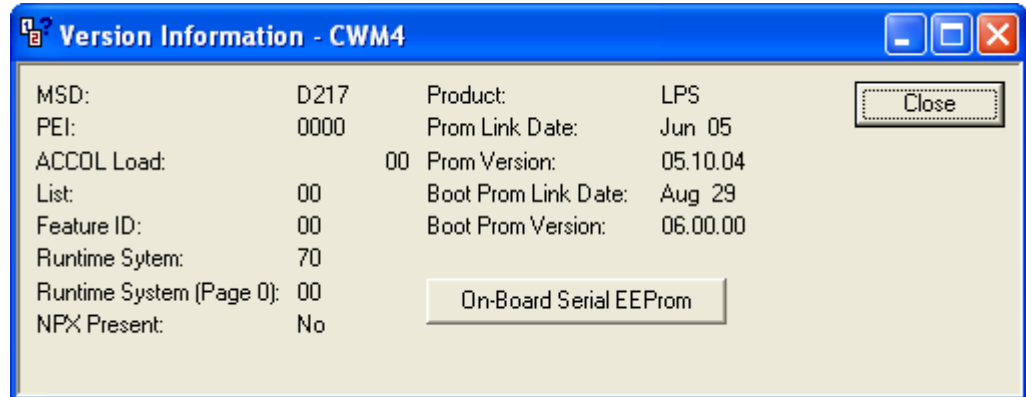 Version Information - CWM4
MSD: D217 Product: LPS Close
PEI: 0000 Prom Link Date: Jun 05
ACCOL Load: 00 Prom Version: 05.10.04
List: 00 Boot Prom Link Date: Aug 29
Feature ID: 00 Boot Prom Version: 06.00.00
Runtime Sytem: 70
Runtime System (Page 0): 00 On-Board Serial EEProm
NPX Present: No